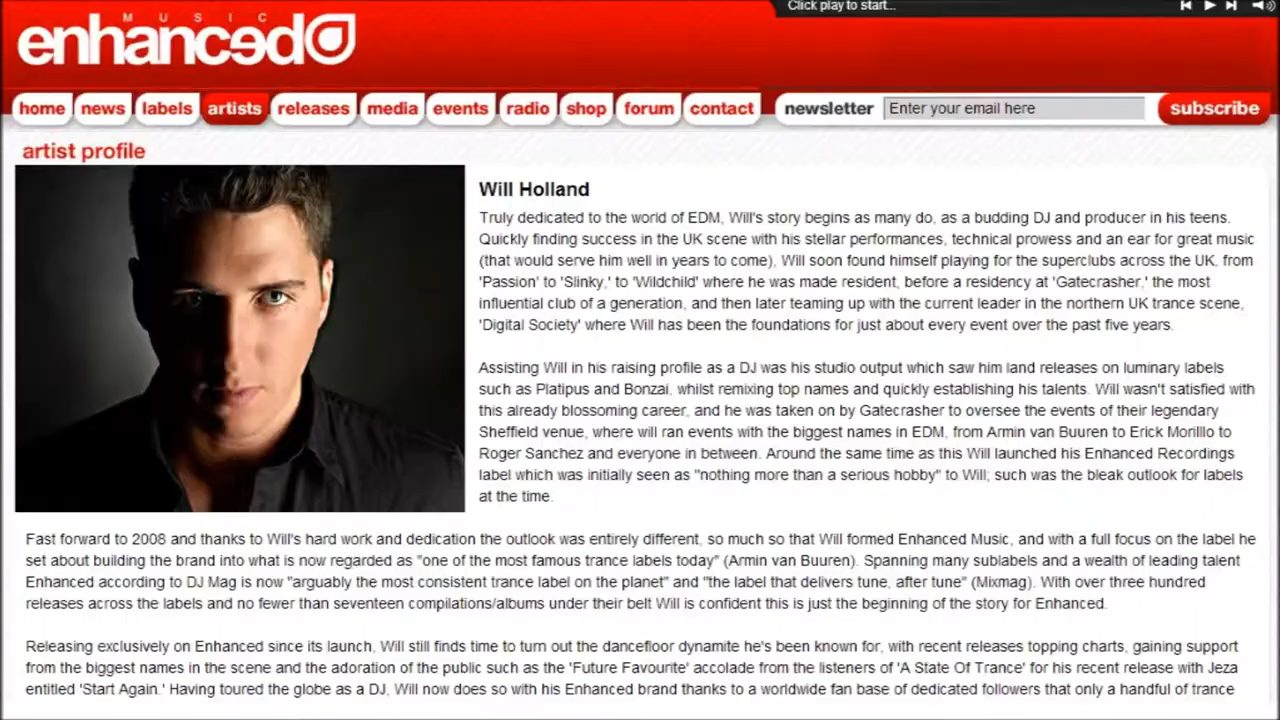 Click play to start...
MUSIC
enhanced
home news labels artists releases media events radio shop forum contact newsletter Enter your email here subscribe
artist profile
Will Holland
Truly dedicated to the world of EDM, Will's story begins as many do, as a budding DJ and producer in his teens.
Quickly finding success in the UK scene with his stellar performances, technical prowess and an ear for great music
(that would serve him well in years to come), Will soon found himself playing for the superclubs across the UK, from
'Passion' to 'Slinky,' to 'Wildchild' where he was made resident, before a residency at 'Gatecrasher,' the most
influential club of a generation, and then later teaming up with the current leader in the northern UK trance scene,
'Digital Society' where Will has been the foundations for just about every event over the past five years.
Assisting Will in his raising profile as a DJ was his studio output which saw him land releases on luminary labels
such as Platipus and Bonzai, whilst remixing top names and quickly establishing his talents. Will wasn't satisfied with
this already blossoming career, and he was taken on by Gatecrasher to oversee the events of their legendary
Sheffield venue, where will ran events with the biggest names in EDM, from Armin van Buuren to Erick Morillo to
Roger Sanchez and everyone in between. Around the same time as this Will launched his Enhanced Recordings
label which was initially seen as "nothing more than a serious hobby" to Will; such was the bleak outlook for labels
at the time.
Fast forward to 2008 and thanks to Will's hard work and dedication the outlook was entirely different, so much so that Will formed Enhanced Music, and with a full focus on the label he
set about building the brand into what is now regarded as "one of the most famous trance labels today" (Armin van Buuren). Spanning many sublabels and a wealth of leading talent
Enhanced according to DJ Mag is now "arguably the most consistent trance label on the planet" and "the label that delivers tune, after tune" (Mixmag). With over three hundred
releases across the labels and no fewer than seventeen compilations/albums under their belt Will is confident this is just the beginning of the story for Enhanced.
Releasing exclusively on Enhanced since its launch, Will still finds time to turn out the dancefloor dynamite he's been known for, with recent releases topping charts, gaining support
from the biggest names in the scene and the adoration of the public such as the 'Future Favourite' accolade from the listeners of 'A State Of Trance' for his recent release with Jeza
entitled 'Start Again.' Having toured the globe as a DJ, Will now does so with his Enhanced brand thanks to a worldwide fan base of dedicated followers that only a handful of trance